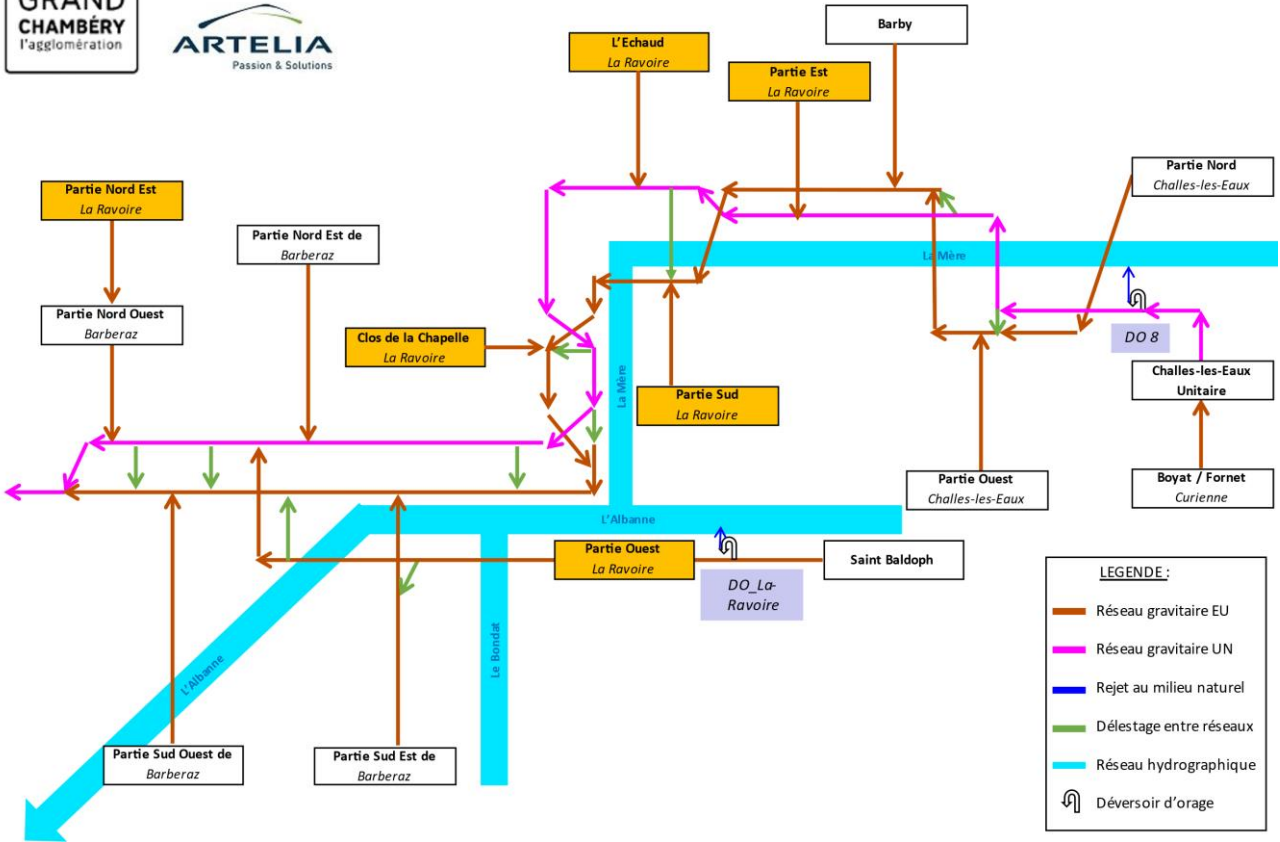 GRAND
CHAMBÉRY
l'agglomération
ARTELIA
Passion & Solutions
L'Echaud
La Ravoire
Partie Est
La Ravoire
Barby
Partie Nord
Challes-les-Eaux
Partie Nord Est
La Ravoire
Partie Nord Est de
Barberaz
La Mère
Partie Nord Ouest
Barberaz
Clos de la Chapelle
La Ravoire
DO 8
La Mère
Partie Sud
La Ravoire
Challes-les-Eaux
Unitaire
Partie Ouest
Challes-les-Eaux
Boyat / Fornet
Curienne
L'Albanne
Partie Ouest
La Ravoire
Saint Baldoph
DO_La-
Ravoire
Le Bondat
L'Albanne
Partie Sud Ouest de
Barberaz
Partie Sud Est de
Barberaz
LEGENDE :
Réseau gravitaire EU
Réseau gravitaire UN
Rejet au milieu naturel
Délestage entre réseaux
Réseau hydrographique
Déversoir d'orage